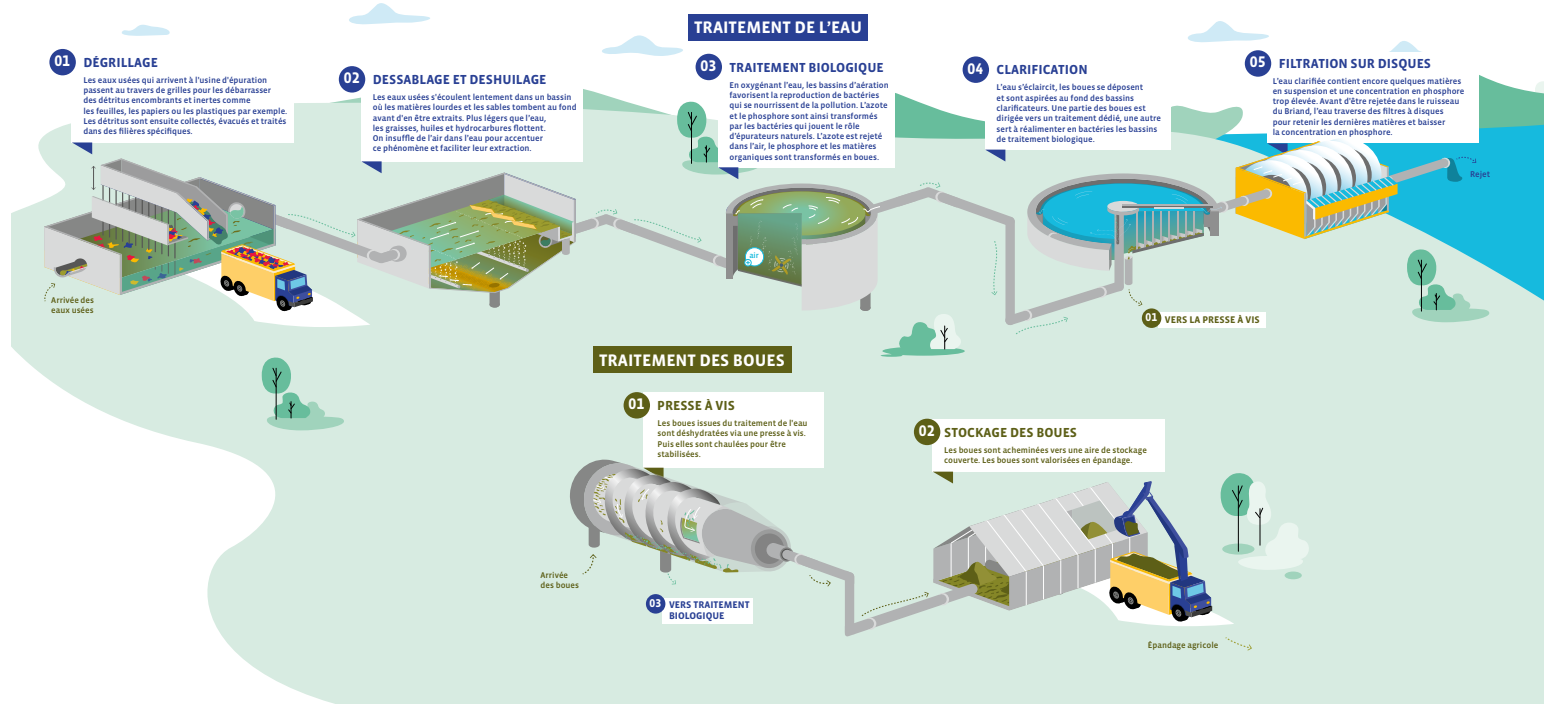 TRAITEMENT DE L'EAU
01 DÉGRILLAGE
Les eaux usées qui arrivent à l'usine d'épuration
passent au travers de grilles pour les débarrasser
des détritus encombrants et inertes comme
les feuilles, les papiers ou les plastiques par exemple.
Les détritus sont ensuite collectés, évacués et traités
dans des filières spécifiques.
02 DESSABLAGE ET DESHUILAGE
Les eaux usées s'écoulent lentement dans un bassin
où les matières lourdes et les sables tombent au fond
avant d'en être extraits. Plus légers que l'eau,
les graisses, huiles et hydrocarbures flottent.
On insuffle de l'air dans l'eau pour accentuer
ce phénomène et faciliter leur extraction.
03 TRAITEMENT BIOLOGIQUE
En oxygénant l'eau, les bassins d'aération
favorisent la reproduction de bactéries
qui se nourrissent de la pollution. L'azote
et le phosphore sont ainsi transformés
par les bactéries qui jouent le rôle
d'épurateurs naturels. L'azote est rejeté
dans l'air, le phosphore et les matières
organiques sont transformés en boues.
04 CLARIFICATION
L'eau s'éclaircit, les boues se déposent
et sont aspirées au fond des bassins
clarificateurs. Une partie des boues est
dirigée vers un traitement dédié, une autre
sert à réalimenter en bactéries les bassins
de traitement biologique.
05 FILTRATION SUR DISQUES
L'eau clarifiée contient encore quelques matières
en suspension et une concentration en phosphore
trop élevée. Avant d'être rejetée dans le ruisseau
du Briand, l'eau traverse des filtres à disques
pour retenir les dernières matières et baisser
la concentration en phosphore.
Rejet
air
Arrivée des
eaux usées
01 VERS LA PRESSE À VIS
TRAITEMENT DES BOUES
01 PRESSE À VIS
Les boues issues du traitement de l'eau
sont déshydratées via une presse à vis.
Puis elles sont chaulées pour être
stabilisées.
02 STOCKAGE DES BOUES
Les boues sont acheminées vers une aire de stockage
couverte. Les boues sont valorisées en épandage.
Arrivée
des boues
03 VERS TRAITEMENT
BIOLOGIQUE
Épandage agricole